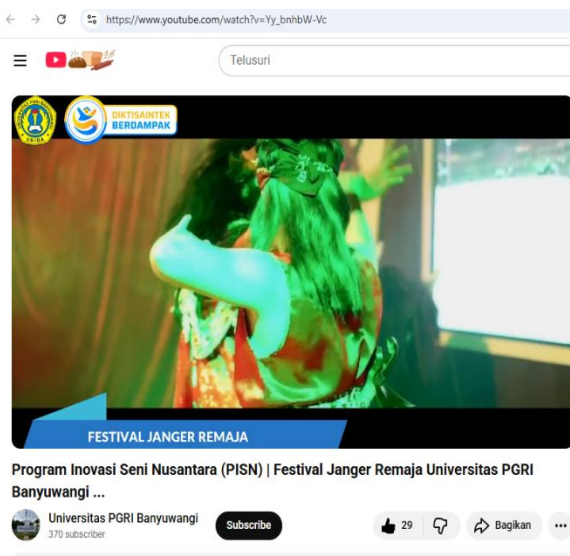 https://www.youtube.com/watch?v=Yy_bnhbW-Vc
Telusuri
UNIBA
DIKTISAINTEK
BERDAMPAK
FESTIVAL JANGER REMAJA
Program Inovasi Seni Nusantara (PISN) | Festival Janger Remaja Universitas PGRI
Banyuwangi ...
Universitas PGRI Banyuwangi
370 subscriber
Subscribe
29
Bagikan